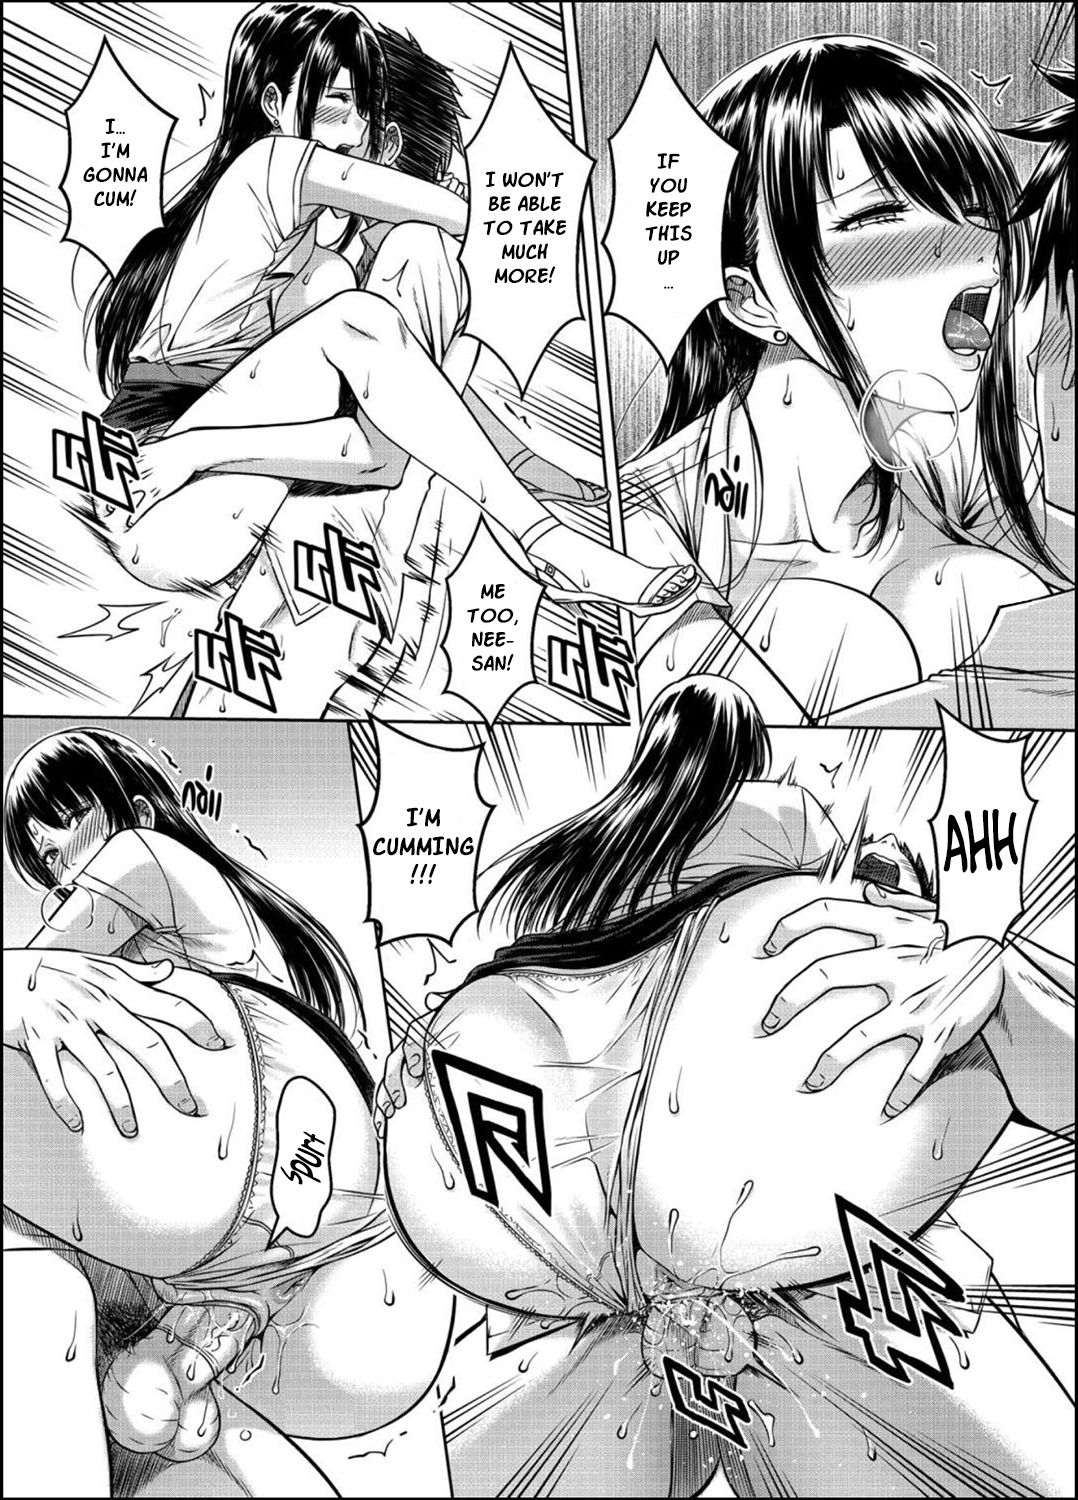 IF
YOU
KEEP
THIS
UP
...
I WON'T
BE ABLE
TO TAKE
MUCH
MORE!
I...
I'M
GONNA
CUM!
ME
TOO,
NEE-
SAN!
AHH
I'M
CUMMING
!!!
SPURT